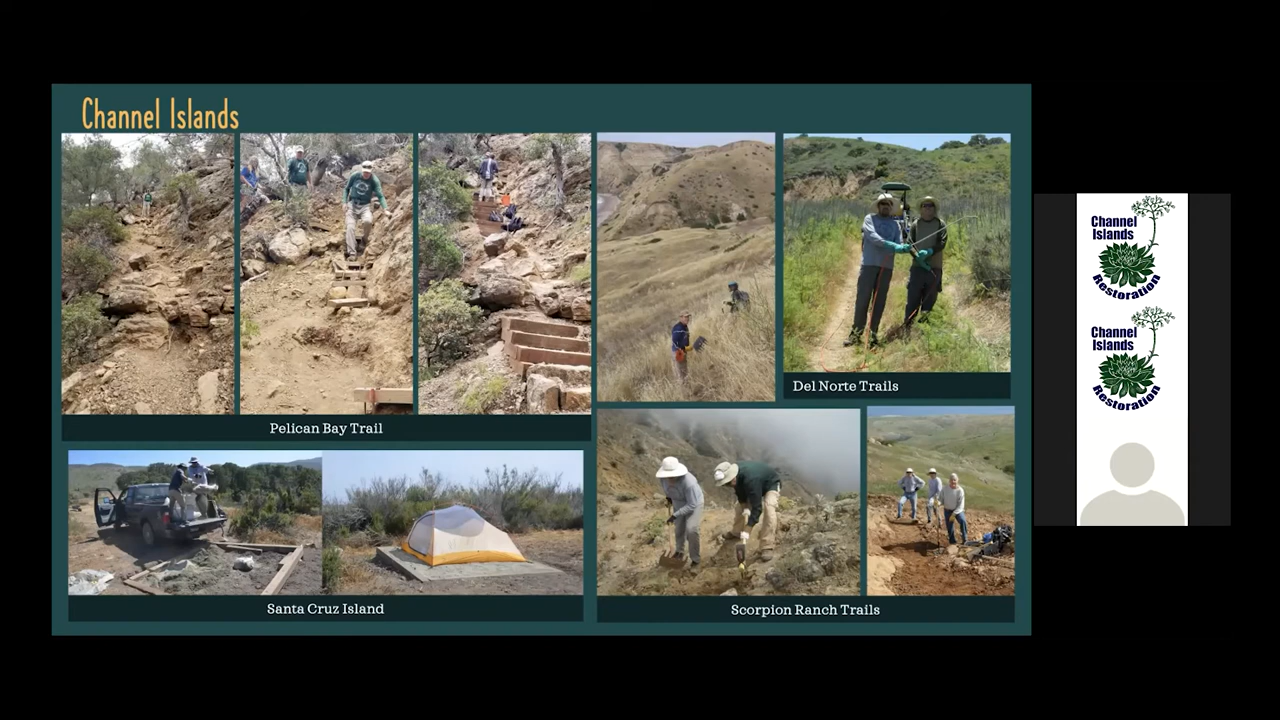 Channel Islands
Pelican Bay Trail
Del Norte Trails
Santa Cruz Island
Scorpion Ranch Trails
Channel
Islands
Restoration
Channel
Islands
Restoration